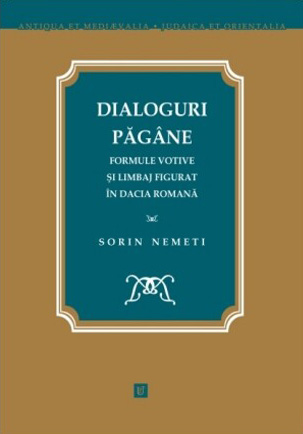 ANTIQUA ET MEDIÆVALIA • JUDAICA ET ORIENTALIA
DIALOGURI
PĂGÂNE
FORMULE VOTIVE
ȘI LIMBAJ FIGURAT
ÎN DACIA ROMANĂ
SORIN NEMETI